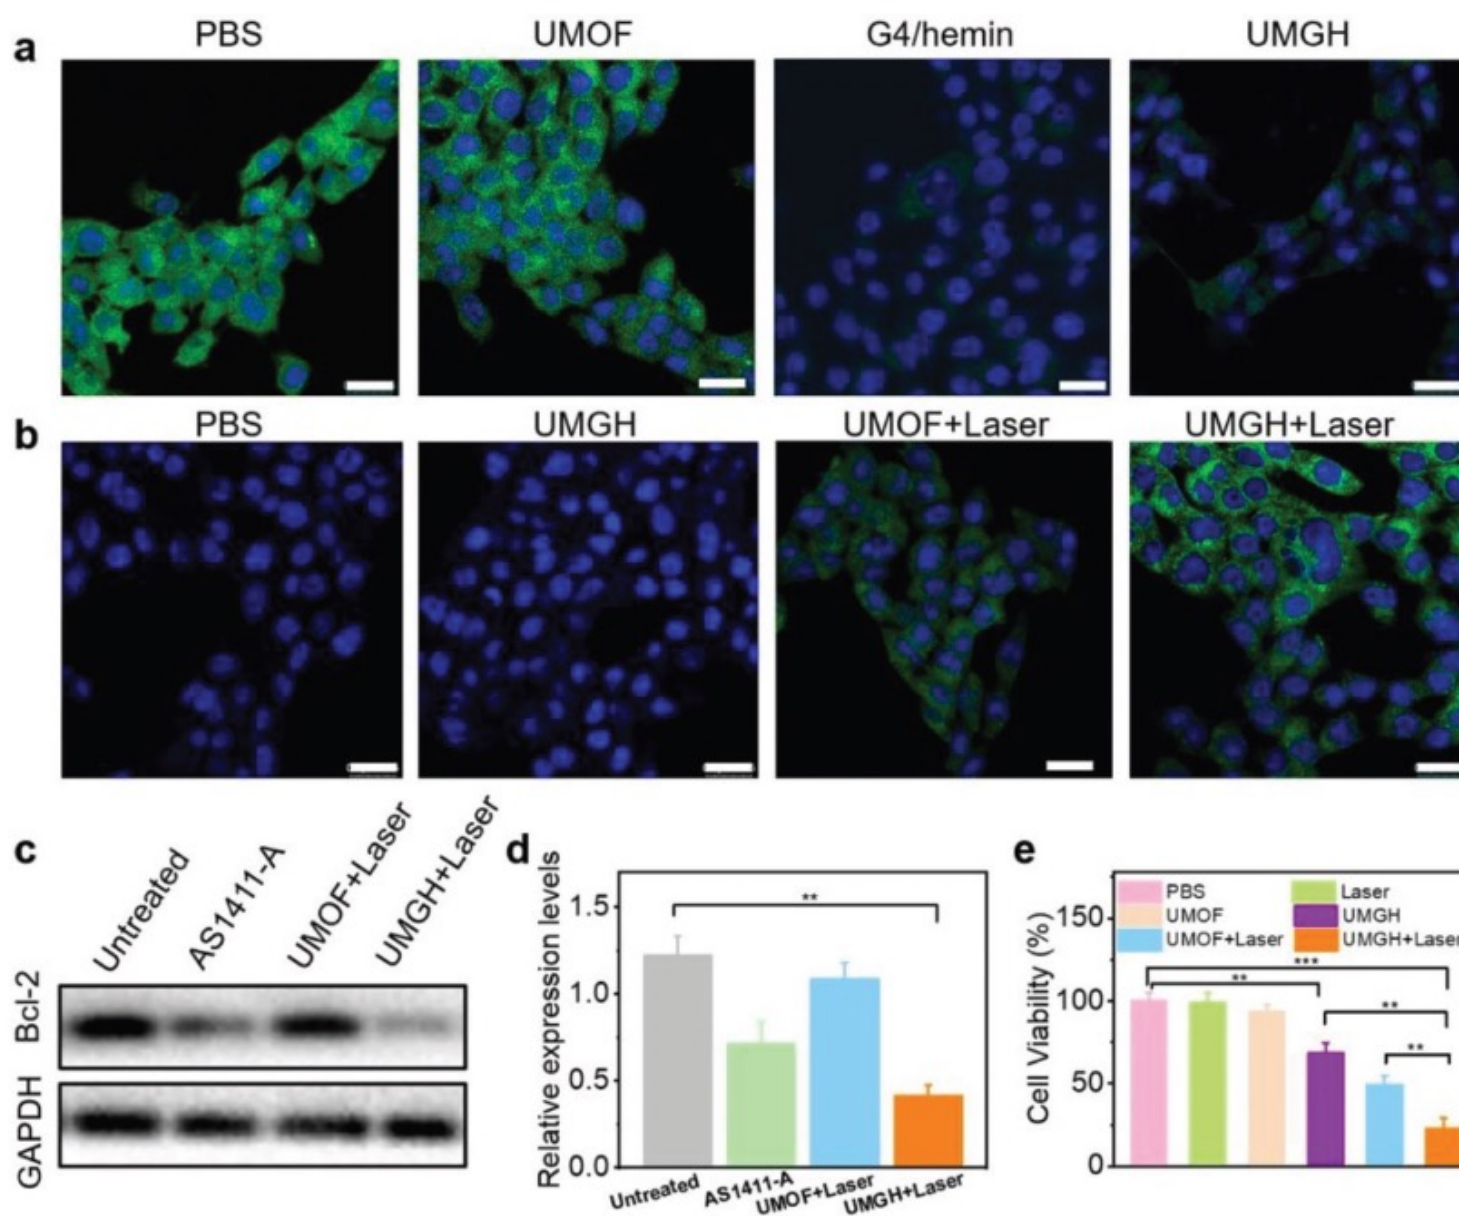 a
PBS
UMOF
G4/hemin
UMGH
b
PBS
UMGH
UMOF+Laser
UMGH+Laser
c
Untreated
AS1411-A
UMOF+Laser
UMGH+Laser
Bcl-2
GAPDH
d
Relative expression levels
1.5
1.0
0.5
0.0
**
Untreated
AS1411-A
UMOF+Laser
UMGH+Laser
e
Cell Viability (%)
150
100
50
0
PBS
Laser
UMOF
UMGH
UMOF+Laser
UMGH+Laser
***
**
**
**